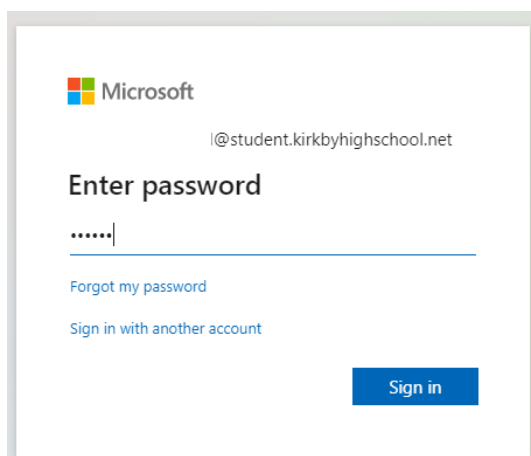 Microsoft
@student.kirkbyhighschool.net
Enter password
••••••
Forgot my password
Sign in with another account
Sign in